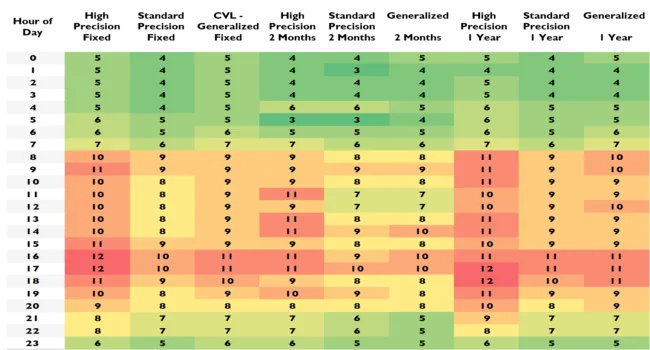 Hour of Day High Precision Fixed Standard Precision Fixed CVL - Generalized Fixed High Precision 2 Months Standard Precision 2 Months Generalized 2 Months High Precision 1 Year Standard Precision 1 Year Generalized 1 Year
0 5 4 5 4 4 5 5 4 5
1 5 4 5 4 3 4 4 4 4
2 5 4 5 4 4 4 5 4 4
3 5 4 5 4 4 4 5 4 4
4 5 4 5 6 6 5 6 5 5
5 6 5 5 3 3 4 6 5 5
6 6 5 6 5 5 5 6 5 6
7 7 6 7 7 6 6 7 6 7
8 10 9 9 9 8 8 11 9 10
9 11 9 9 9 9 9 11 9 10
10 10 8 9 9 8 8 11 9 9
11 10 8 9 11 7 7 10 9 9
12 10 8 9 9 7 7 10 9 10
13 10 8 9 11 8 8 11 9 9
14 10 8 9 11 9 10 11 9 9
15 11 9 9 9 8 8 10 9 9
16 12 10 11 11 9 10 11 11 11
17 12 10 11 11 10 10 12 11 11
18 11 9 10 9 8 8 12 10 11
19 10 8 9 10 9 8 11 9 9
20 9 8 8 8 8 8 10 8 9
21 8 7 7 7 6 5 9 7 7
22 8 7 7 7 6 5 8 7 7
23 6 5 6 6 5 5 6 5 5